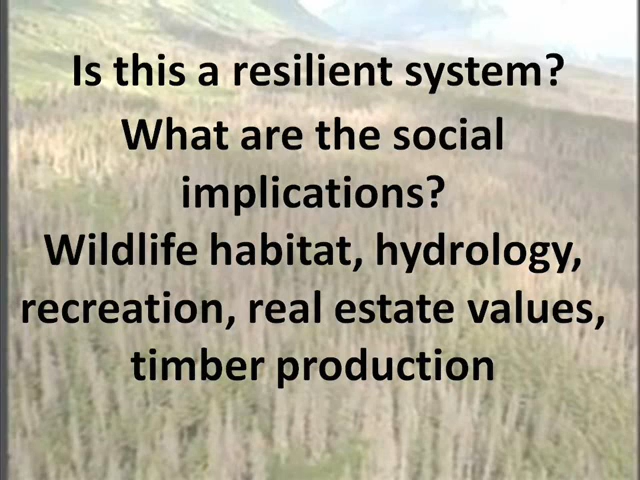 Is this a resilient system?
What are the social
implications?
Wildlife habitat, hydrology,
recreation, real estate values,
timber production